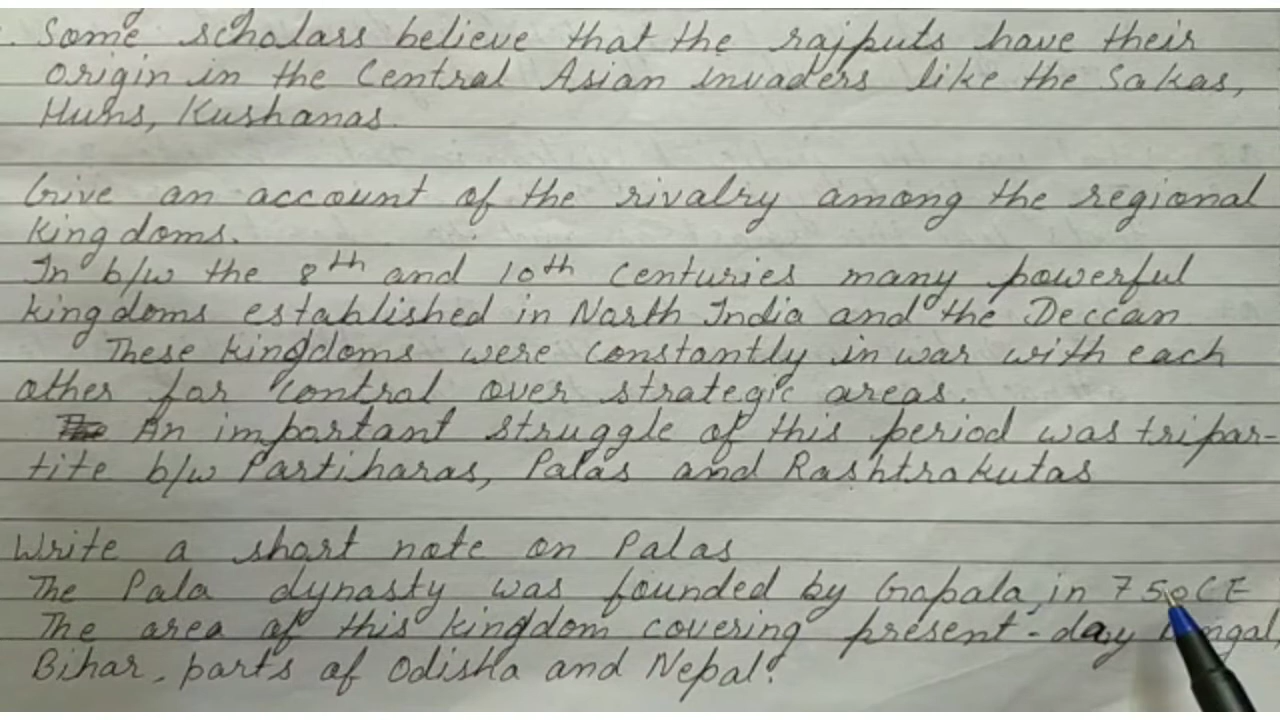 . Some scholars believe that the rajputs have their
origin in the Central Asian invaders like the Sakas,
Huns, Kushanas.
Give an account of the rivalry among the regional
kingdoms.
In b/w the 8th and 10th centuries many powerful
kingdoms established in North India and the Deccan
These kingdoms were constantly in war with each
other for control over strategic areas.
An important struggle of this period was tripar-
tite b/w Partiharas, Palas and Rashtrakutas
Write a short note on Palas
The Pala dynasty was founded by Gopala in 750CE
The area of this kingdom covering present-day Bengal,
Bihar, parts of Odisha and Nepal.